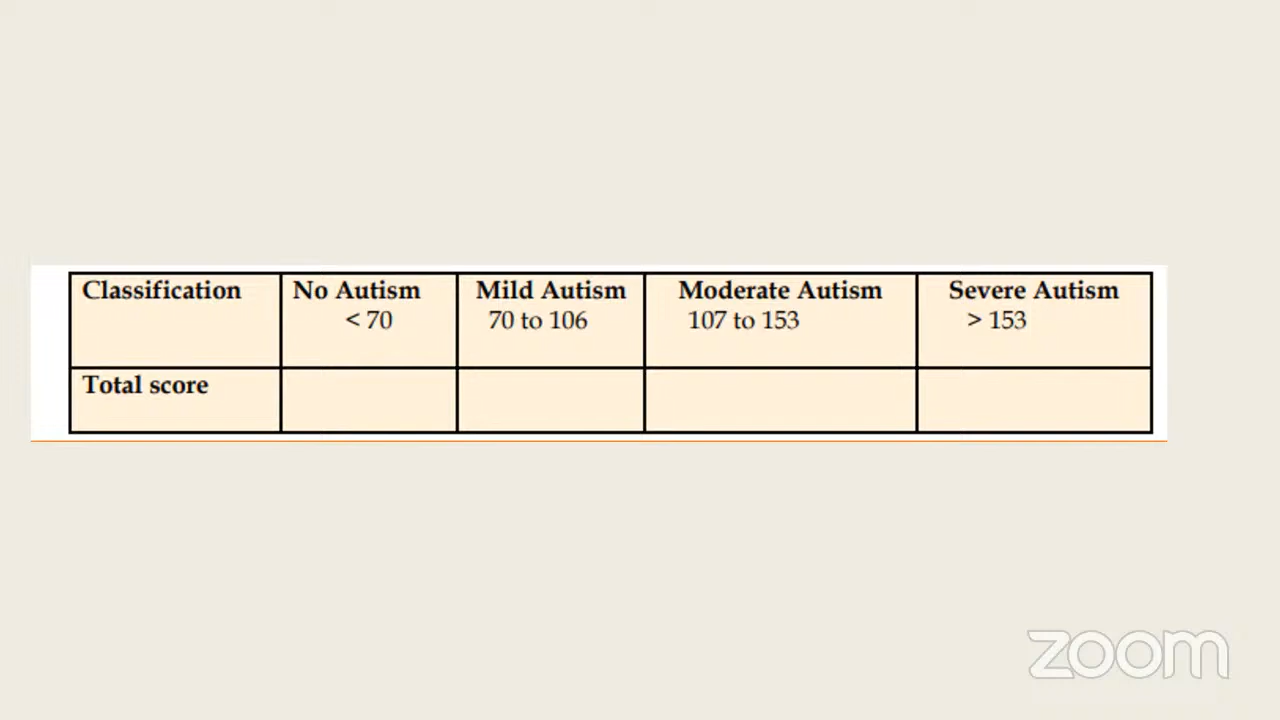 Classification No Autism Mild Autism Moderate Autism Severe Autism
< 70 70 to 106 107 to 153 > 153
Total score
zoom